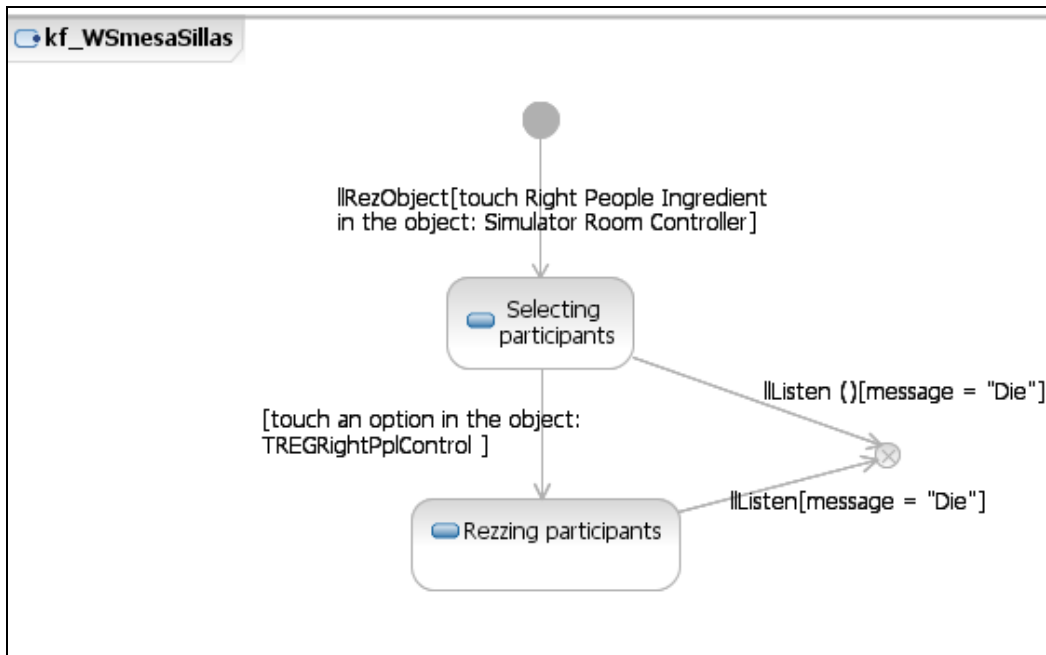 kf_WSmesaSillas
llRezObject[touch Right People Ingredient
in the object: Simulator Room Controller]
Selecting
participants
llListen ()[message = "Die"]
[touch an option in the object:
TREGRightPplControl ]
llListen[message = "Die"]
Rezzing participants